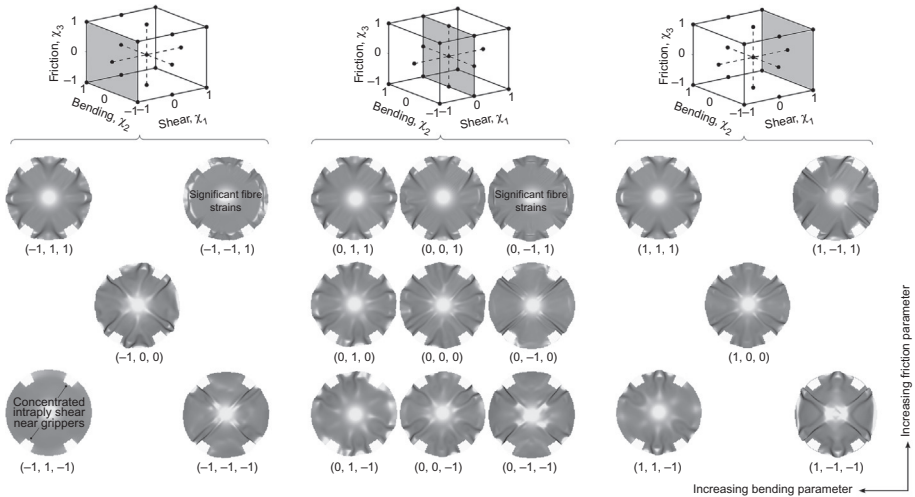 Friction, χ3
1
0
−1
1
0
−1
−1
0
1
Bending, χ2
Shear, χ1
Friction, χ3
1
0
−1
1
0
−1
−1
0
1
Bending, χ2
Shear, χ1
Friction, χ3
1
0
−1
1
0
−1
−1
0
1
Bending, χ2
Shear, χ1
Significant fibre
strains
Significant fibre
strains
(−1, 1, 1)
(−1, −1, 1)
(0, 1, 1)
(0, 0, 1)
(0, −1, 1)
(1, 1, 1)
(1, −1, 1)
(−1, 0, 0)
(0, 1, 0)
(0, 0, 0)
(0, −1, 0)
(1, 0, 0)
Concentrated
intraply shear
near grippers
(−1, 1, −1)
(−1, −1, −1)
(0, 1, −1)
(0, 0, −1)
(0, −1, −1)
(1, 1, −1)
(1, −1, −1)
Increasing friction parameter
Increasing bending parameter